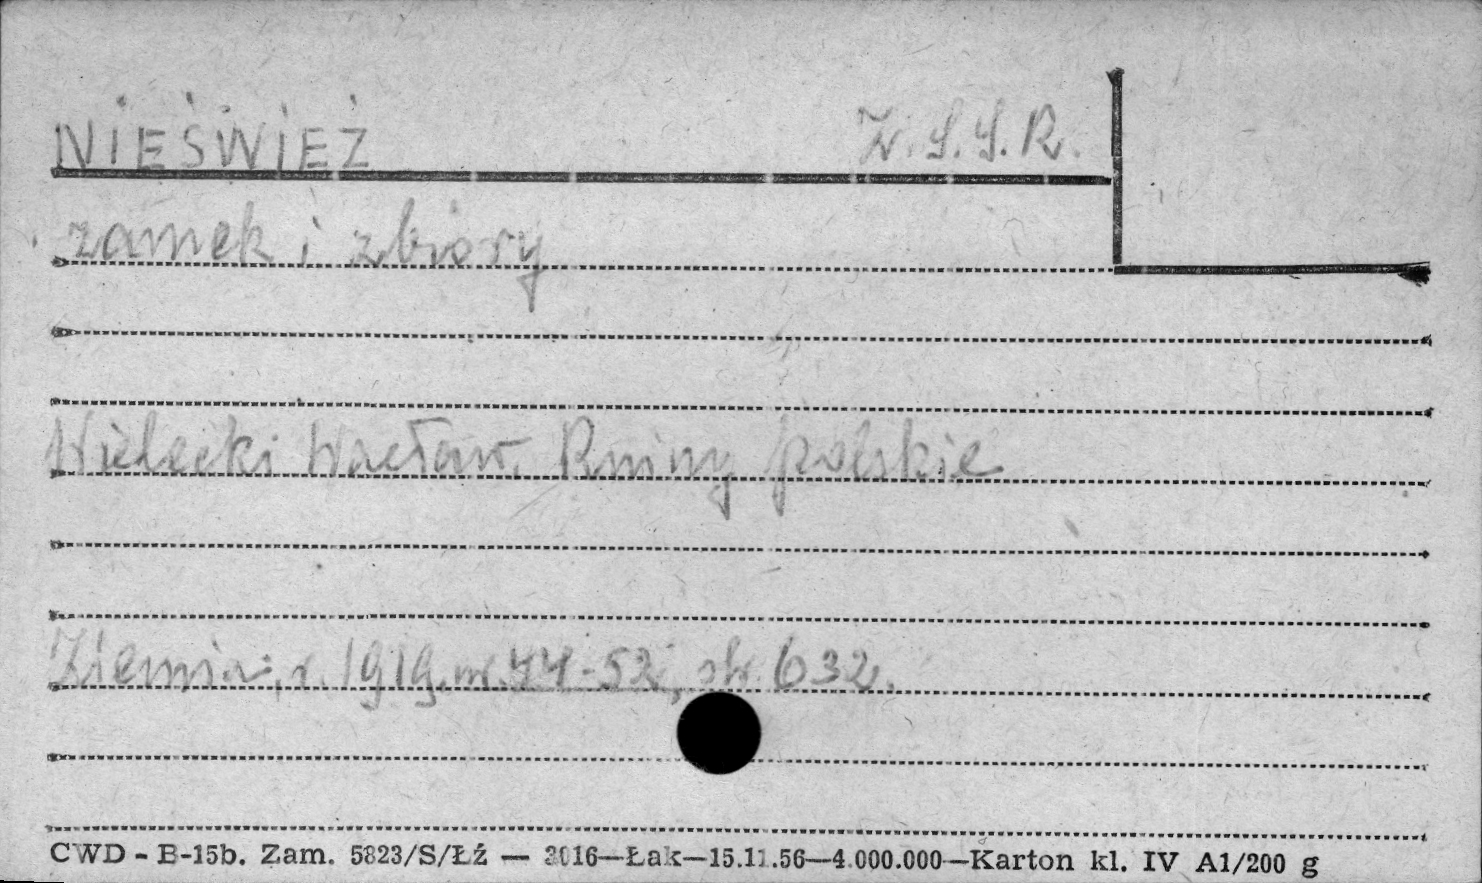 NIEŚWIEŻ Z.S.S.R.
zamek i zbiory
Wielecki Wacław. Ruiny polskie
Ziemia, r. 1919, nr. 44-52, str. 632.
CWD - B-15b. Zam. 5823/S/Łź — 3016—Łak—15.11.56—4.000.000—Karton kl. IV A1/200 g